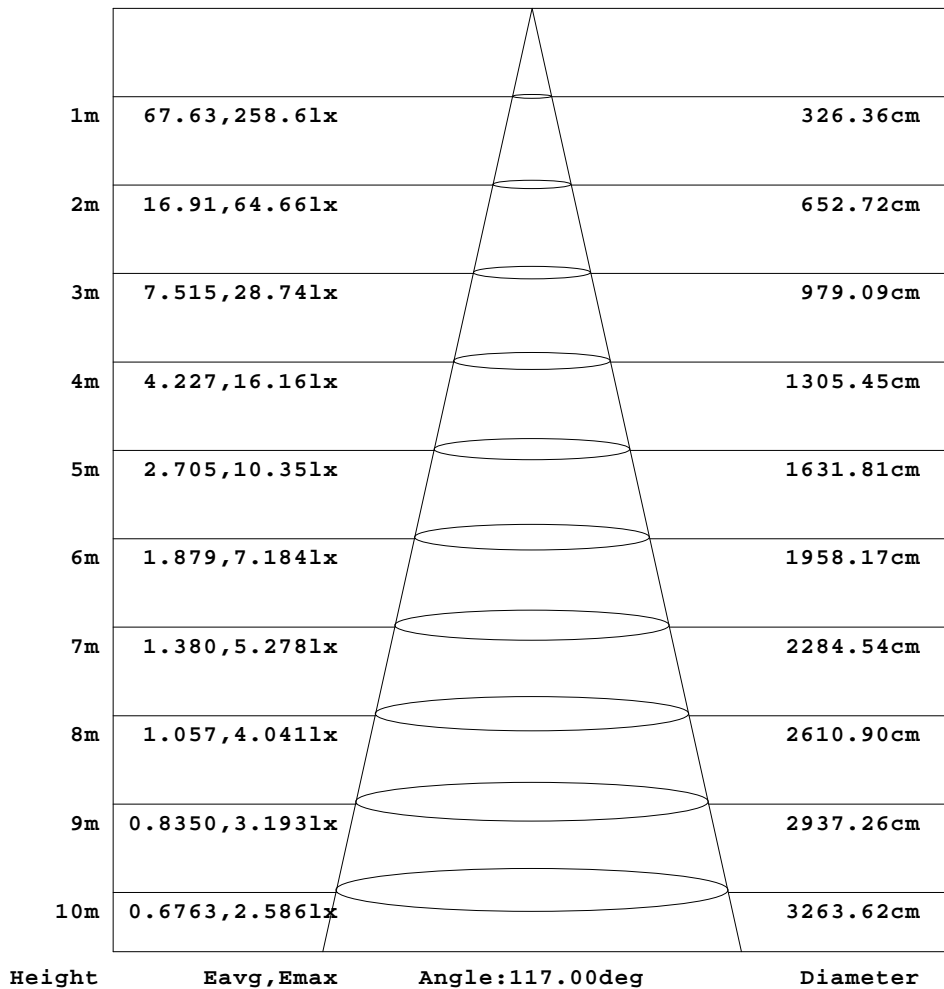 1m 67.63,258.6lx 326.36cm
2m 16.91,64.66lx 652.72cm
3m 7.515,28.74lx 979.09cm
4m 4.227,16.16lx 1305.45cm
5m 2.705,10.35lx 1631.81cm
6m 1.879,7.184lx 1958.17cm
7m 1.380,5.278lx 2284.54cm
8m 1.057,4.041lx 2610.90cm
9m 0.8350,3.193lx 2937.26cm
10m 0.6763,2.586lx 3263.62cm
Height Eavg,Emax Angle:117.00deg Diameter